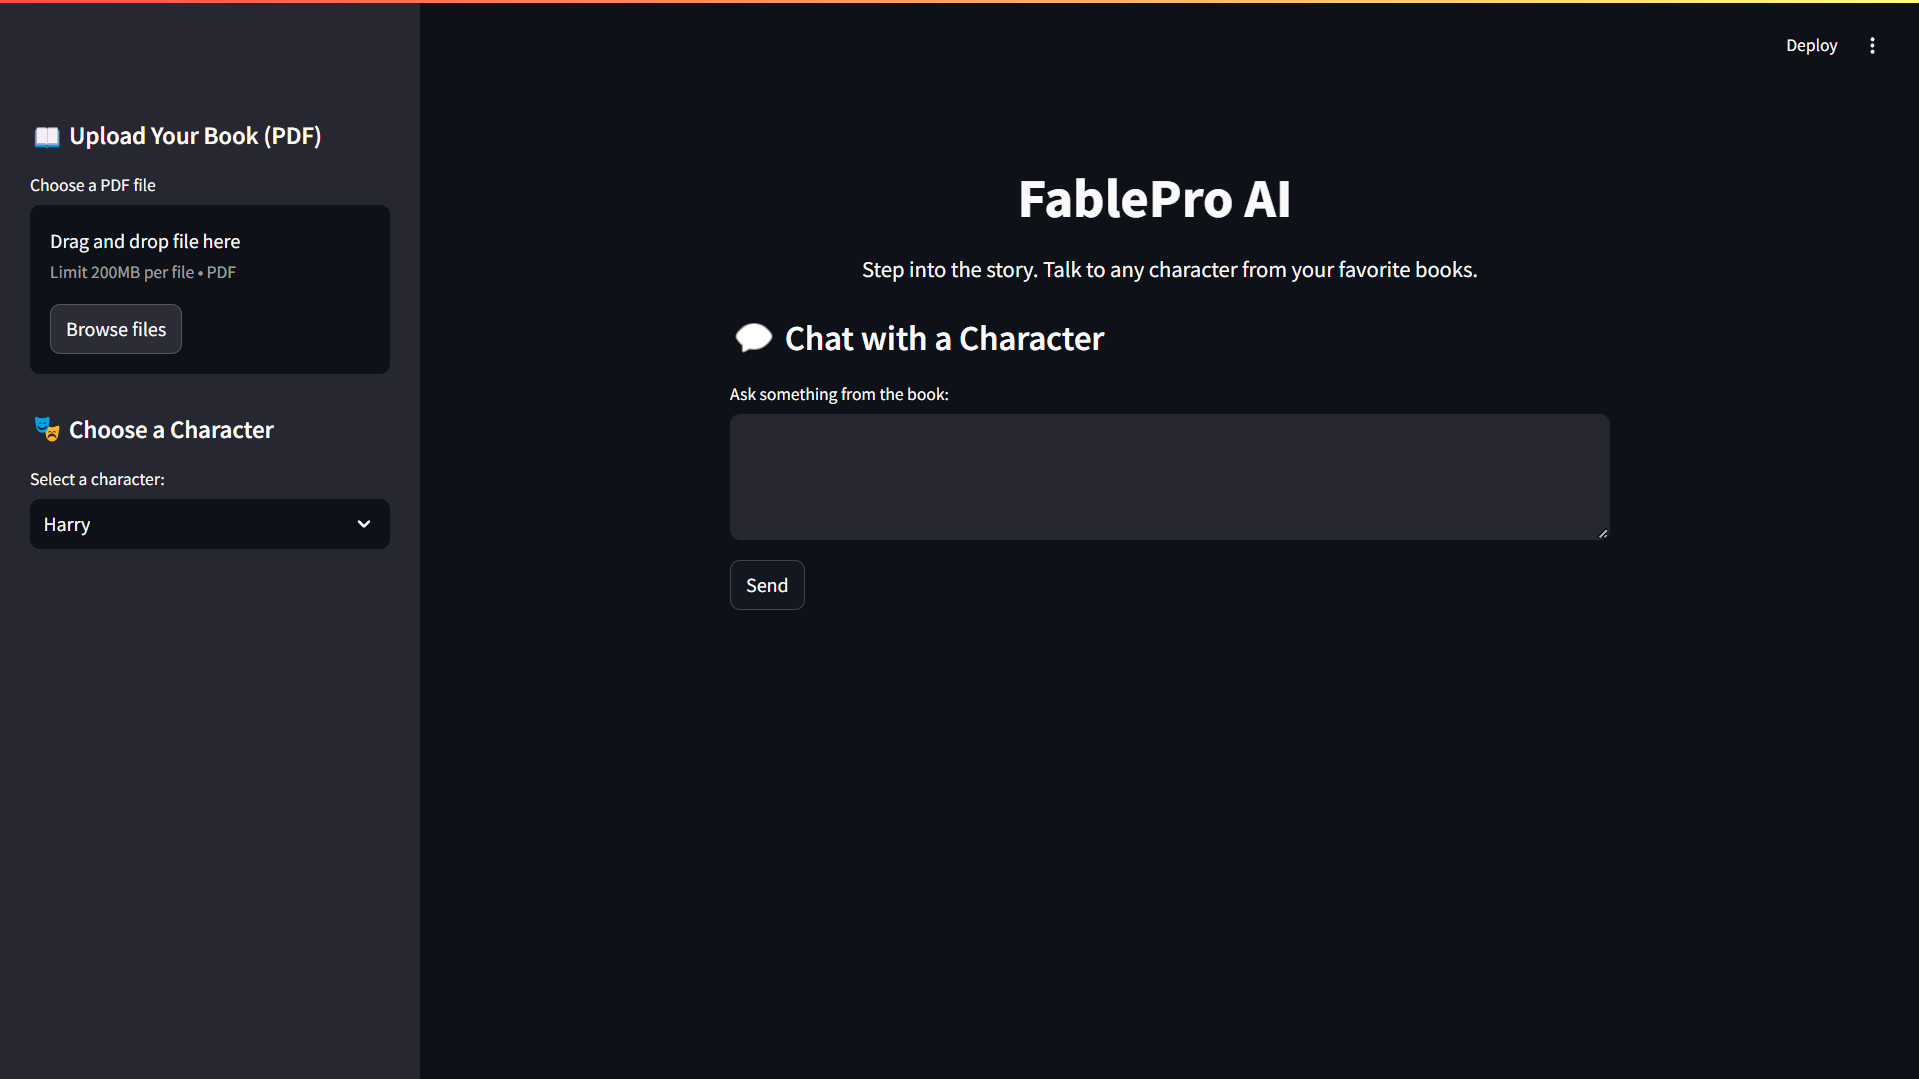 Deploy
📖 Upload Your Book (PDF)
Choose a PDF file
Drag and drop file here
Limit 200MB per file • PDF
Browse files
🎭 Choose a Character
Select a character:
Harry
FablePro AI
Step into the story. Talk to any character from your favorite books.
💬 Chat with a Character
Ask something from the book:
Send